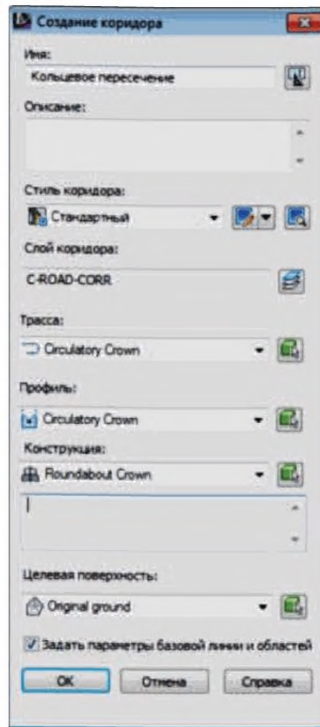 Создание коридора
Имя:
Кольцевое пересечение
Описание:
Стиль коридора:
Стандартный
Слой коридора:
C-ROAD-CORR
Трасса:
Circulatory Crown
Профиль:
Circulatory Crown
Конструкция:
Roundabout Crown
Целевая поверхность:
Original ground
Задать параметры базовой линии и областей
ОК
Отмена
Справка